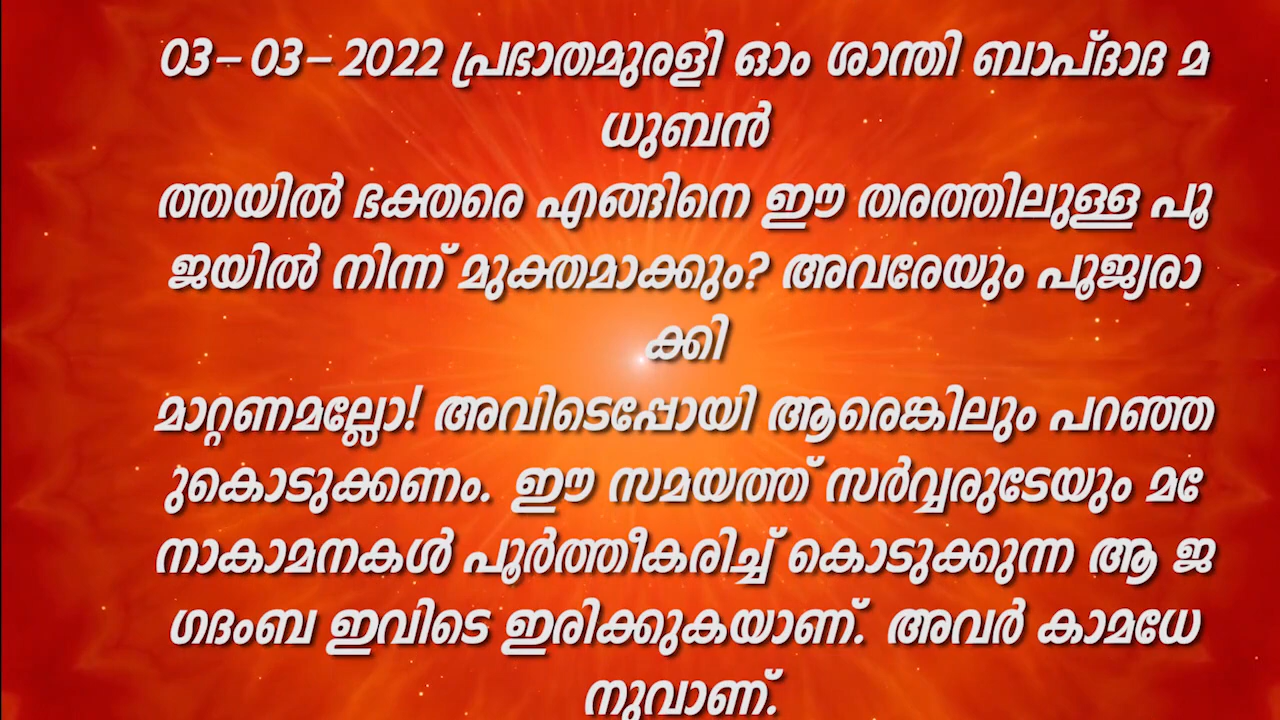 03-03-2022 പ്രഭാതമുരളി ഓം ശാന്തി ബാപ്ദാദ മ
ധുബൻ
ത്തയിൽ ഭക്തരെ എങ്ങിനെ ഈ തരത്തിലുള്ള പൂ
ജയിൽ നിന്ന് മുക്തമാക്കും? അവരേയും പൂജ്യരാ
ക്കി
മാറ്റണമല്ലോ! അവിടെപ്പോയി ആരെങ്കിലും പറഞ്ഞ
ുകൊടുക്കണം. ഈ സമയത്ത് സർവ്വരുടേയും മേ
നാകാമനകൾ പൂർത്തീകരിച്ച് കൊടുക്കുന്ന ആ ജ
ഗദംബ ഇവിടെ ഇരിക്കുകയാണ്. അവർ കാമധേ
നുവാണ്.